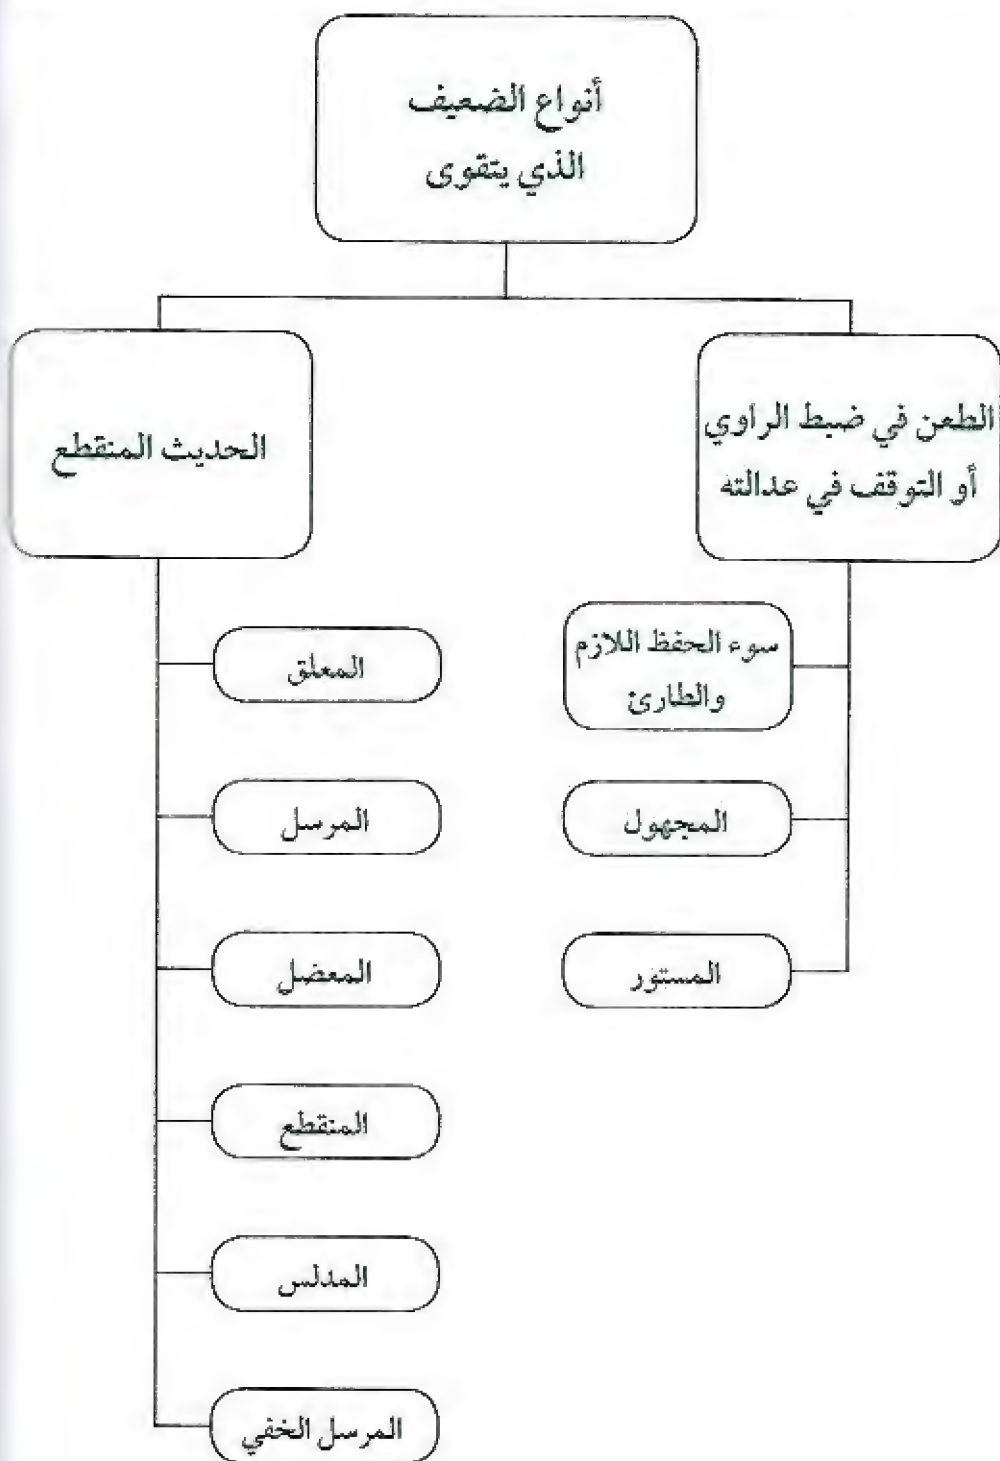 أنواع الضعيف
الذي يتقوى
الطعن في ضبط الراوي
أو التوقف في عدالته
سوء الحفظ اللازم
والطارئ
المجهول
المستور
الحديث المنقطع
المعلق
المرسل
المعضل
المنقطع
المدلس
المرسل الخفي